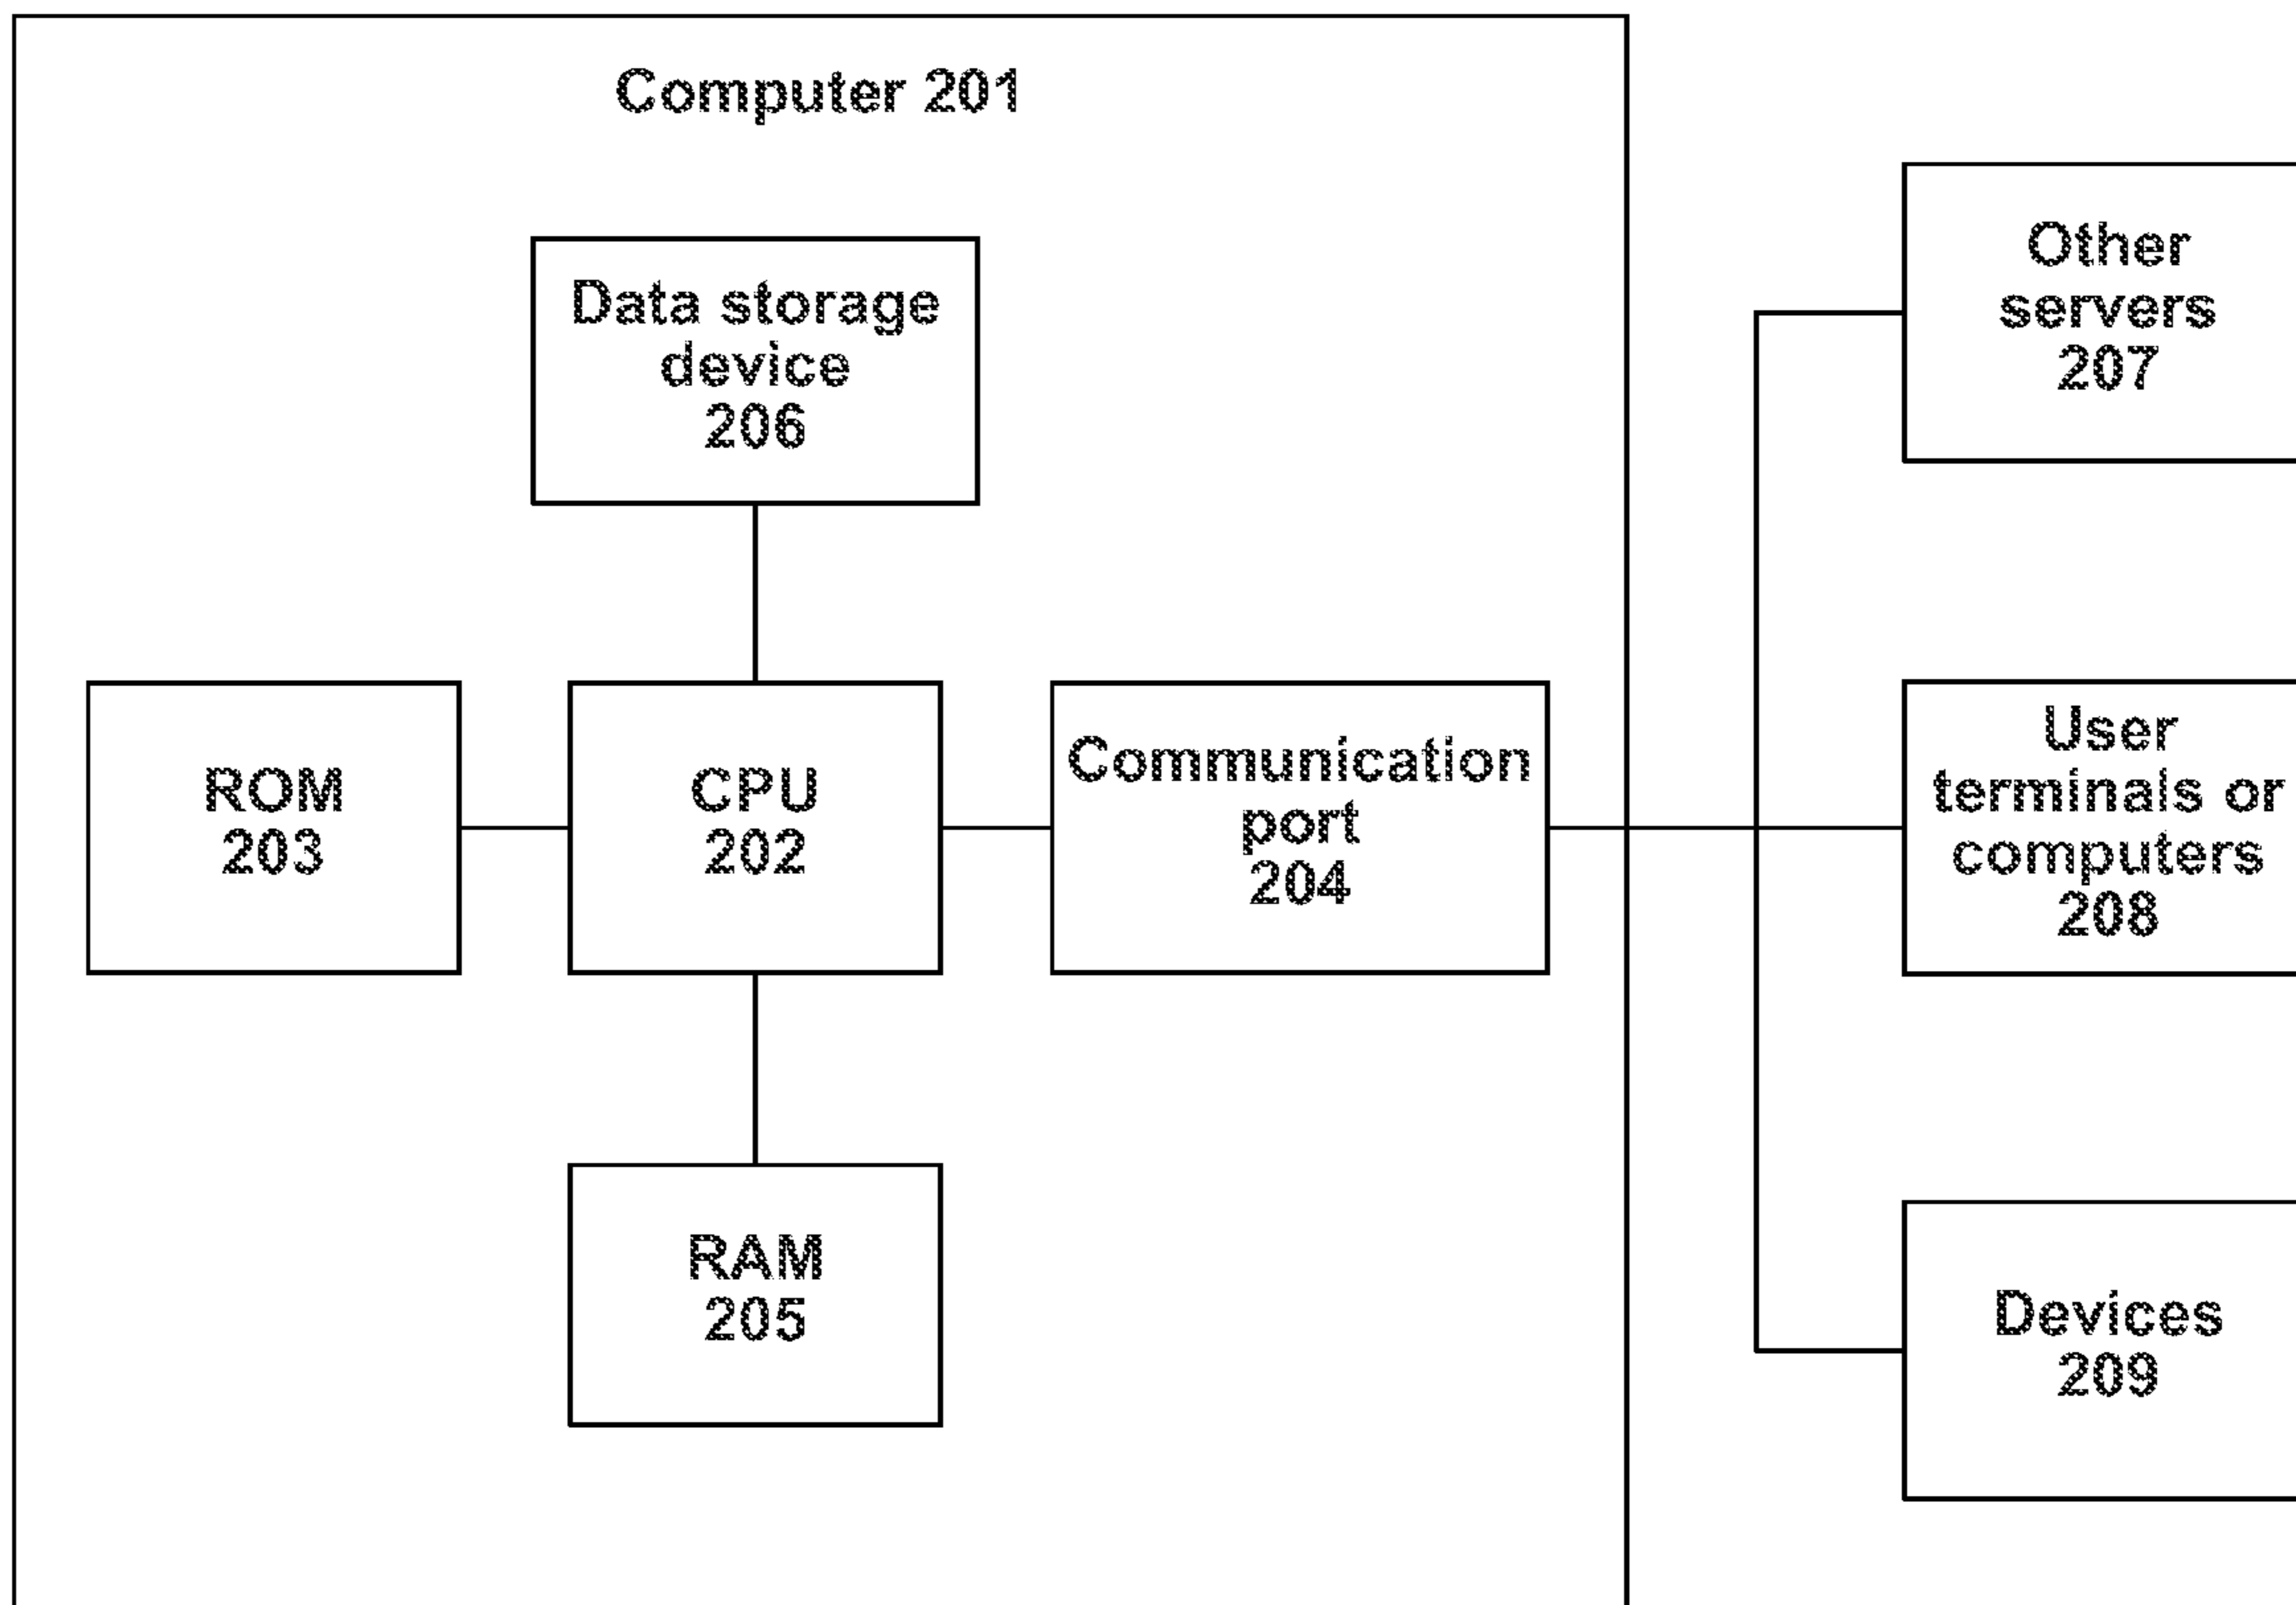 Computer 201
Data storage
device
206
Other
servers
207
ROM
203
CPU
202
Communication
port
204
User
terminals or
computers
208
RAM
205
Devices
209